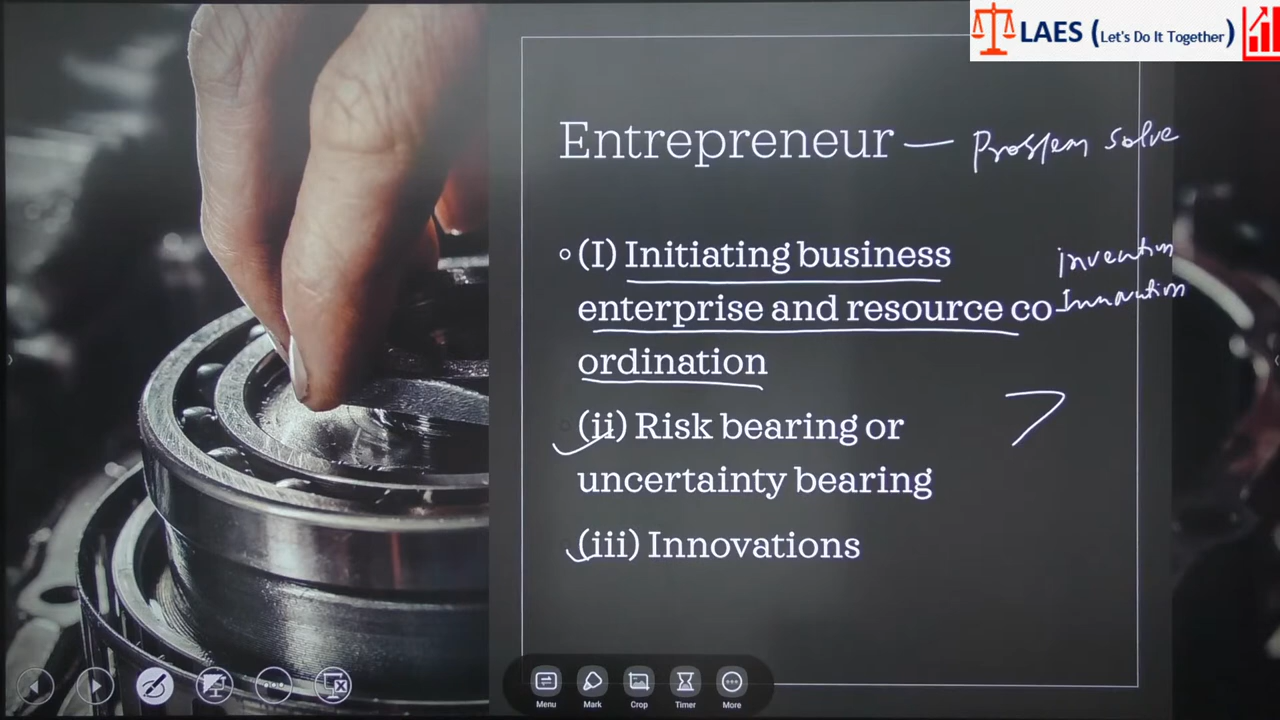 LAES (Let's Do It Together)
Entrepreneur — Problem solve
(I) Initiating business
enterprise and resource co-
ordination
invention
Innovation
(ii) Risk bearing or
uncertainty bearing
(iii) Innovations
Menu Mark Crop Timer More